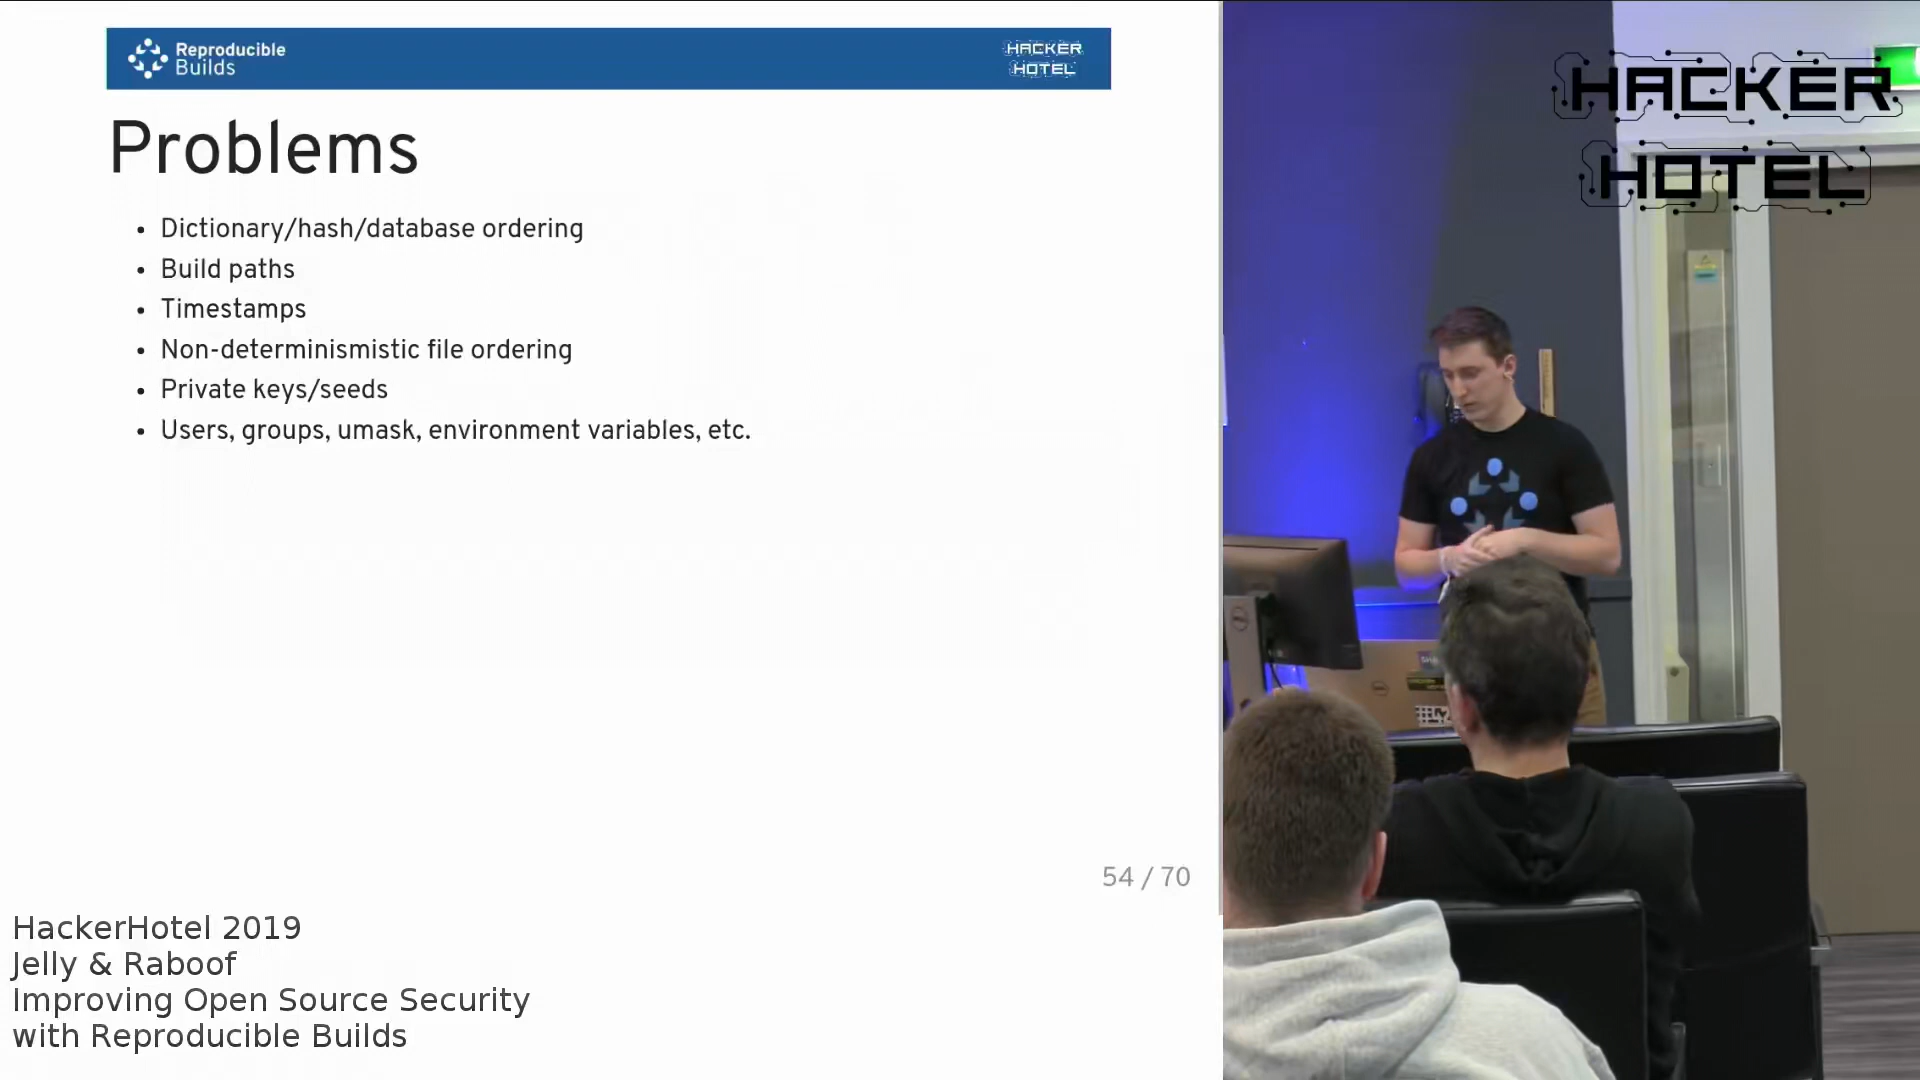 Reproducible
Builds
HACKER
HOTEL
Problems
• Dictionary/hash/database ordering
• Build paths
• Timestamps
• Non-determinismistic file ordering
• Private keys/seeds
• Users, groups, umask, environment variables, etc.
54 / 70
HackerHotel 2019
Jelly & Raboof
Improving Open Source Security
with Reproducible Builds
HACKER
HOTEL
DELL